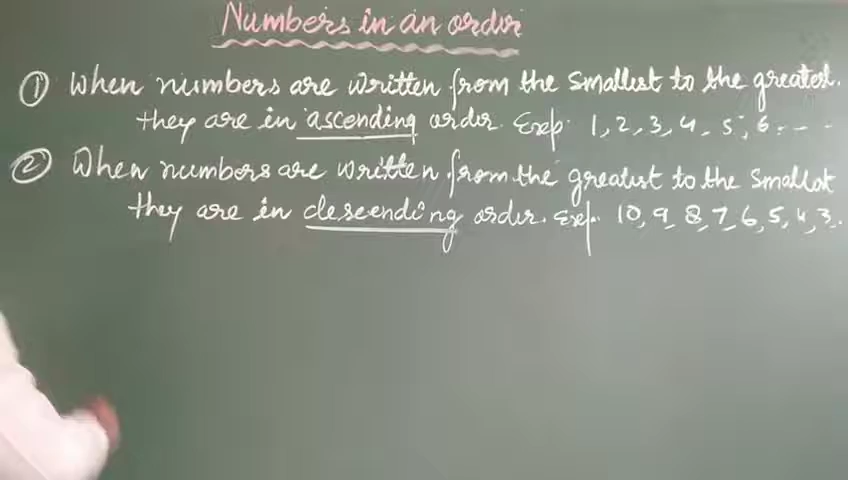 Numbers in an order
① When numbers are written from the smallest to the greatest.
they are in ascending order. Exp. 1, 2, 3, 4, 5, 6, - -
② When numbers are written from the greatest to the smallest
they are in descending order. Exp. 10, 9, 8, 7, 6, 5, 4, 3.